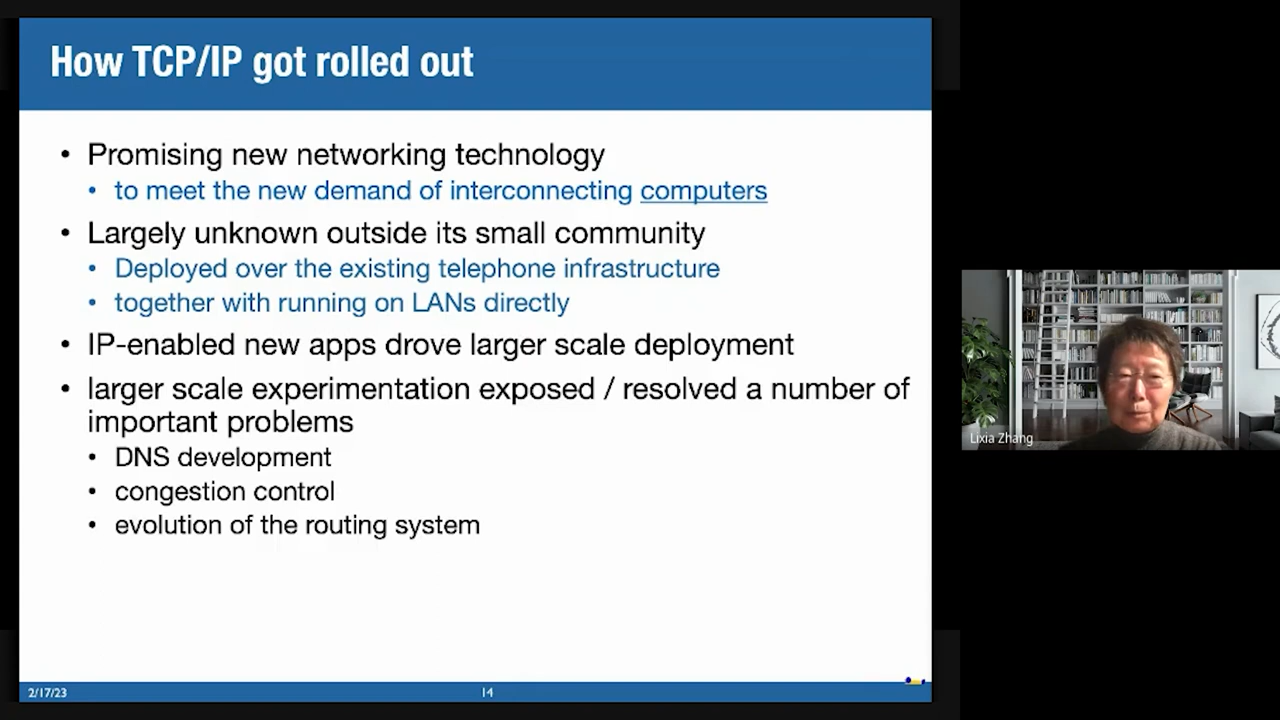 How TCP/IP got rolled out
• Promising new networking technology
• to meet the new demand of interconnecting computers
• Largely unknown outside its small community
• Deployed over the existing telephone infrastructure
• together with running on LANs directly
• IP-enabled new apps drove larger scale deployment
• larger scale experimentation exposed / resolved a number of
important problems
• DNS development
• congestion control
• evolution of the routing system
2/17/23
14
Lixia Zhang